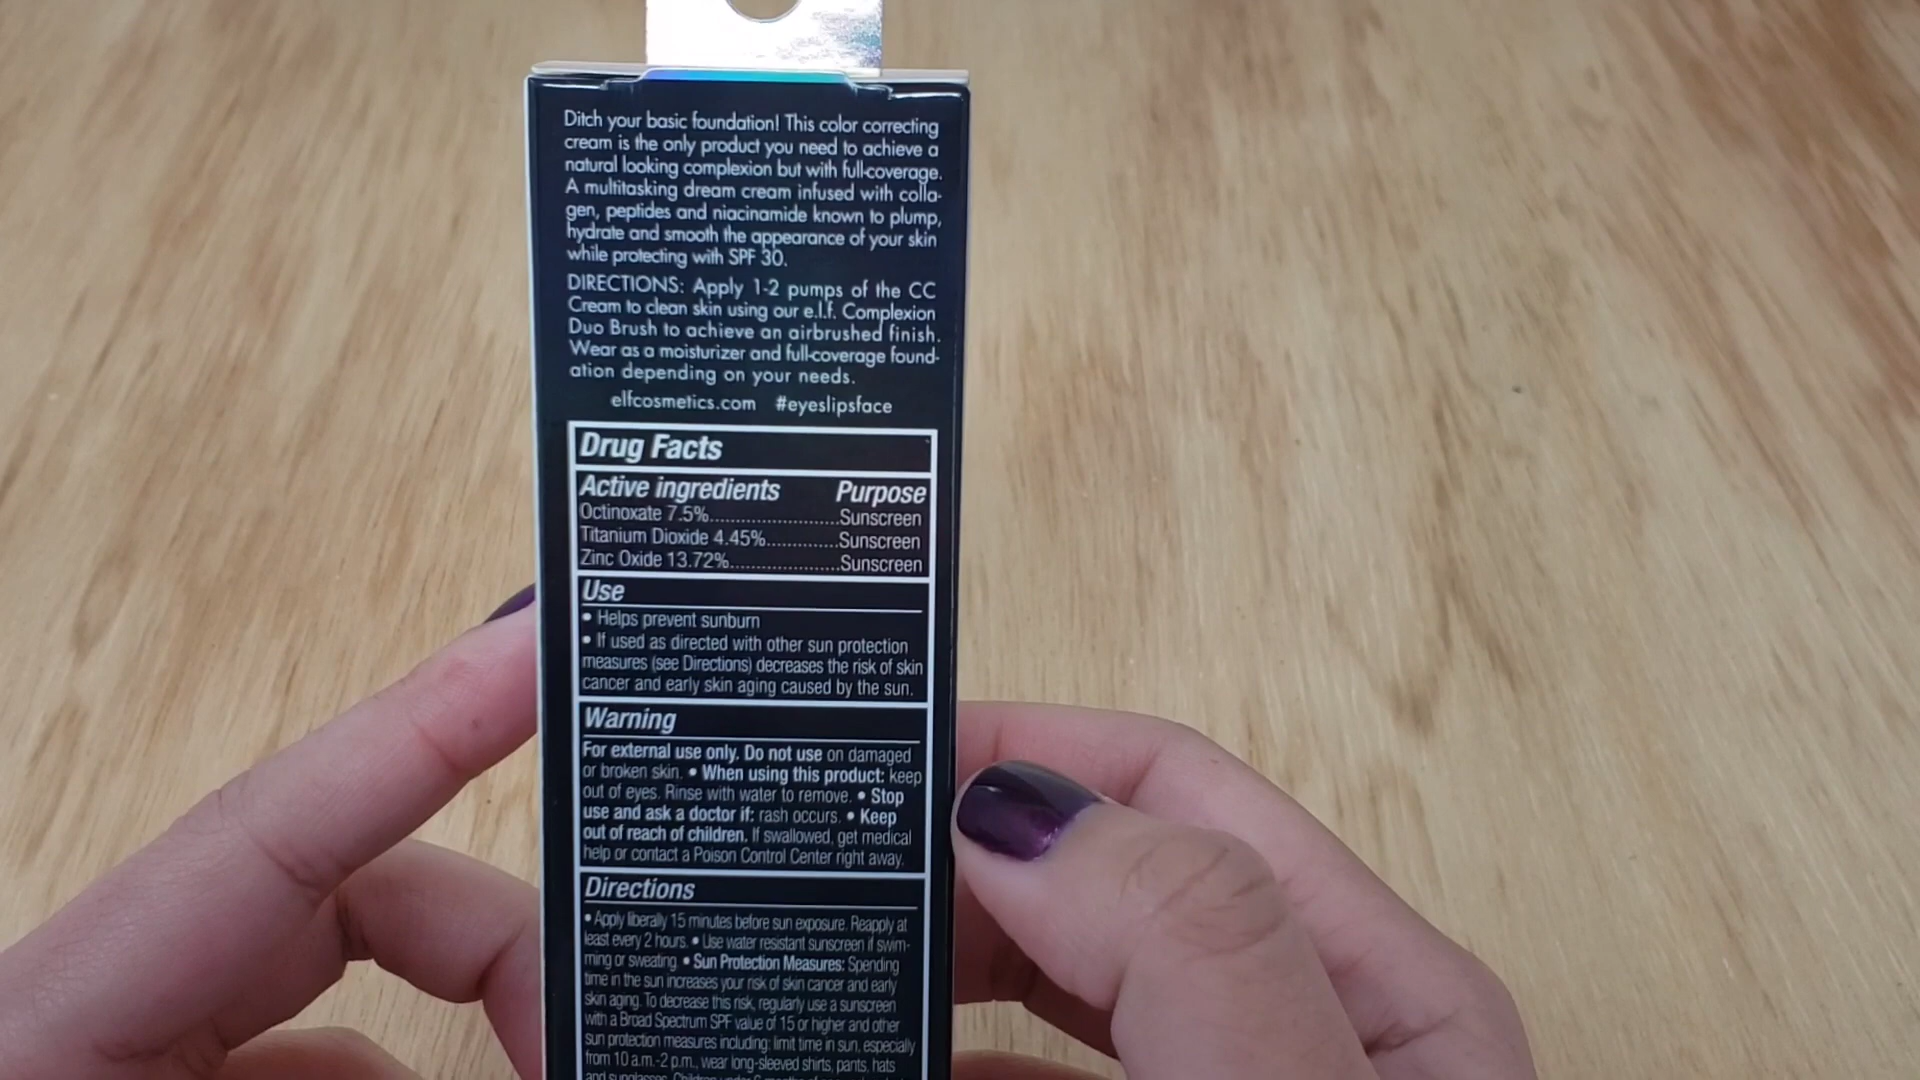 Ditch your basic foundation! This color correcting
cream is the only product you need to achieve a
natural looking complexion but with full-coverage.
A multitasking dream cream infused with colla-
gen, peptides and niacinamide known to plump,
hydrate and smooth the appearance of your skin
while protecting with SPF 30.
DIRECTIONS: Apply 1-2 pumps of the CC
Cream to clean skin using our e.l.f. Complexion
Duo Brush to achieve an airbrushed finish.
Wear as a moisturizer and full-coverage found-
ation depending on your needs.
elfcosmetics.com #eyeslipsface
Drug Facts
Active ingredients Purpose
Octinoxate 7.5%........................Sunscreen
Titanium Dioxide 4.45%..............Sunscreen
Zinc Oxide 13.72%.....................Sunscreen
Use
• Helps prevent sunburn
• If used as directed with other sun protection
measures (see Directions) decreases the risk of skin
cancer and early skin aging caused by the sun.
Warning
For external use only. Do not use on damaged
or broken skin. • When using this product: keep
out of eyes. Rinse with water to remove. • Stop
use and ask a doctor if: rash occurs. • Keep
out of reach of children. If swallowed, get medical
help or contact a Poison Control Center right away.
Directions
• Apply liberally 15 minutes before sun exposure. Reapply at
least every 2 hours. • Use water resistant sunscreen if swim-
ming or sweating. • Sun Protection Measures: Spending
time in the sun increases your risk of skin cancer and early
skin aging. To decrease this risk, regularly use a sunscreen
with a Broad Spectrum SPF value of 15 or higher and other
sun protection measures including: limit time in sun, especially
from 10 a.m.-2 p.m., wear long-sleeved shirts, pants, hats
and sunglasses. Children under 6 months of